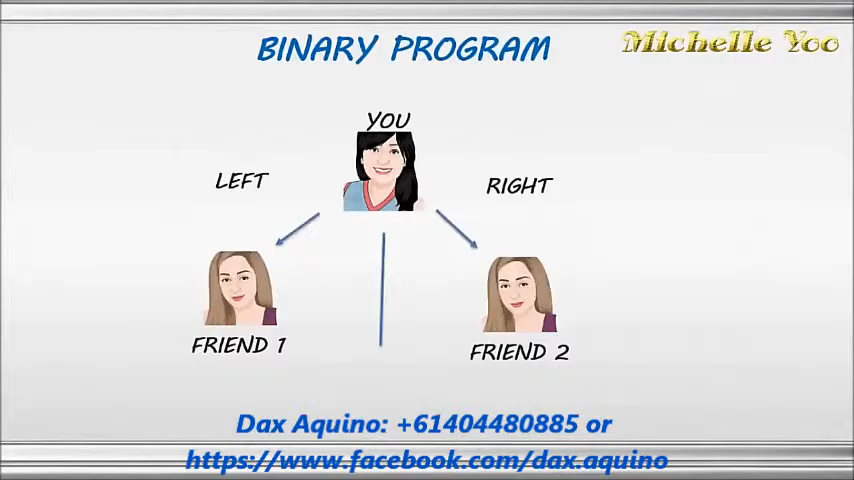 BINARY PROGRAM
Michelle Yoo
YOU
LEFT
RIGHT
FRIEND 1
FRIEND 2
Dax Aquino: +61404480885 or
https://www.facebook.com/dax.aquino